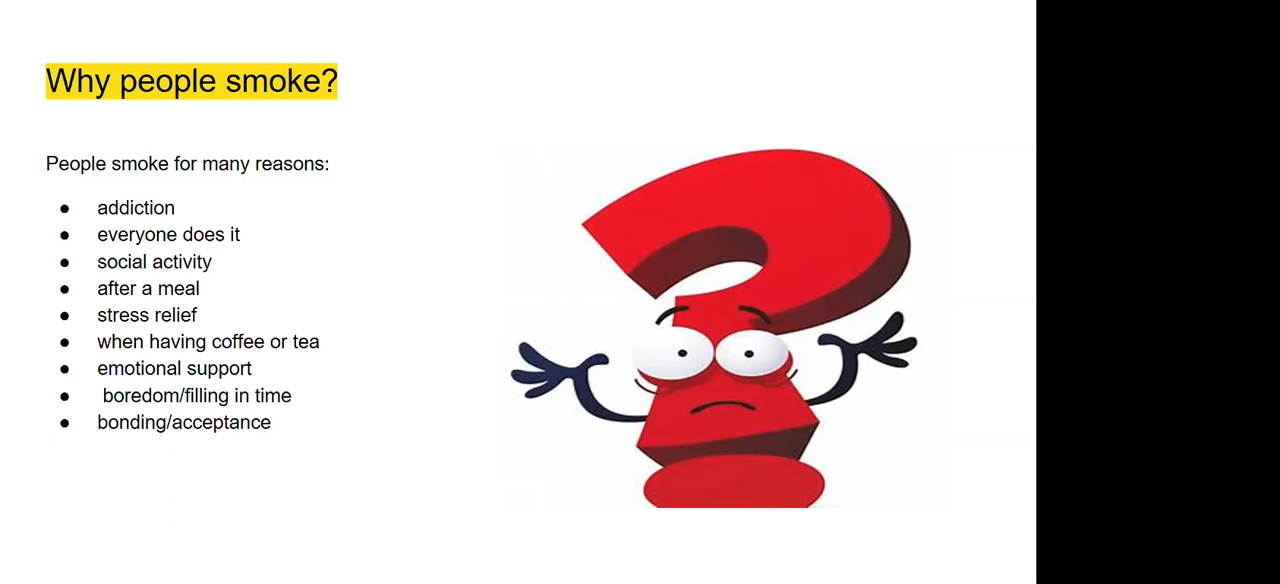 Why people smoke?
People smoke for many reasons:
● addiction
● everyone does it
● social activity
● after a meal
● stress relief
● when having coffee or tea
● emotional support
● boredom/filling in time
● bonding/acceptance